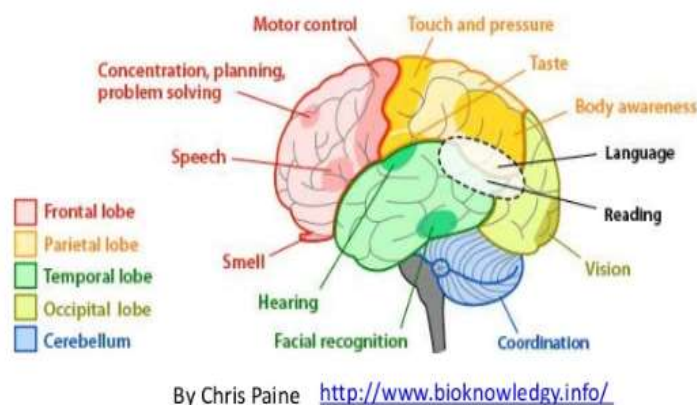 Motor control
Touch and pressure
Taste
Concentration, planning,
problem solving
Body awareness
Speech
Language
Reading
Frontal lobe
Parietal lobe
Temporal lobe
Occipital lobe
Cerebellum
Smell
Vision
Hearing
Facial recognition
Coordination
By Chris Paine http://www.bioknowledgy.info/